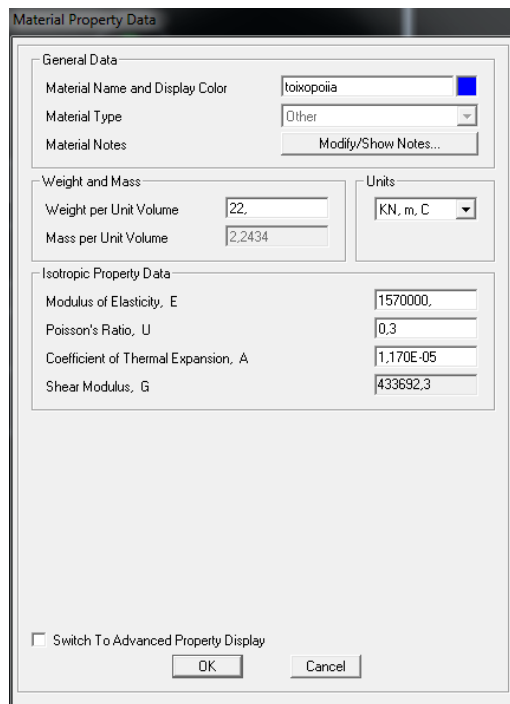 Material Property Data
General Data
Material Name and Display Color toixopoiia
Material Type Other
Material Notes Modify/Show Notes...
Weight and Mass Units
Weight per Unit Volume 22, KN, m, C
Mass per Unit Volume 2,2434
Isotropic Property Data
Modulus of Elasticity, E 1570000,
Poisson's Ratio, U 0,3
Coefficient of Thermal Expansion, A 1,170E-05
Shear Modulus, G 433692,3
Switch To Advanced Property Display
OK Cancel